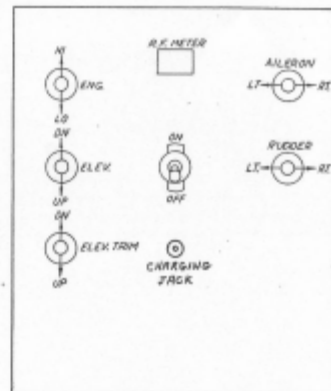 HI
ENG.
LO
DN
ELEV.
UP
DN
ELEV. TRIM
UP
R.F. METER
ON
OFF
CHARGING
JACK
AILERON
LT RT
RUDDER
LT RT